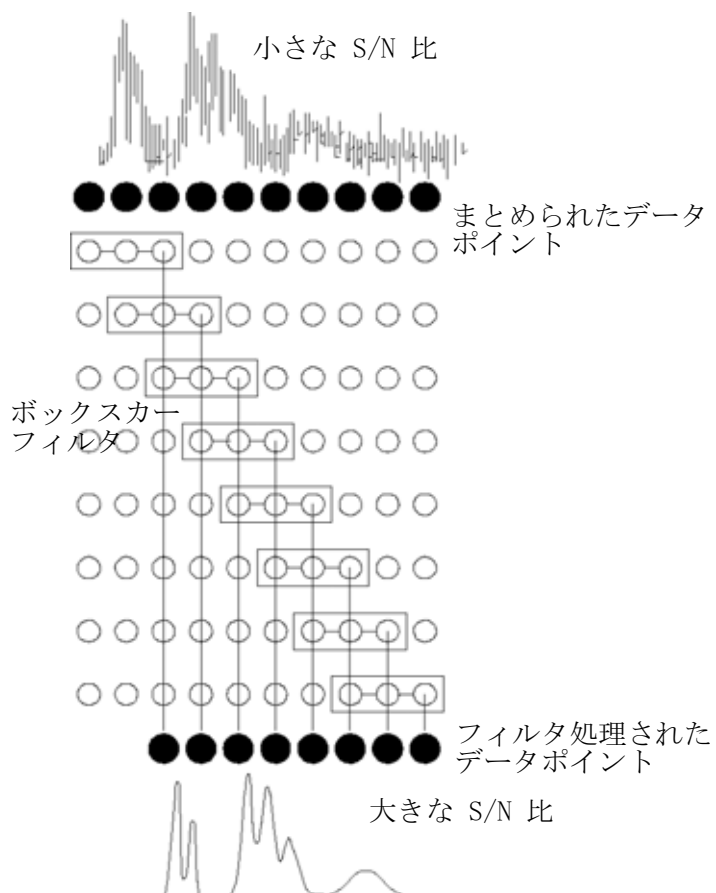 小さな S/N 比
まとめられたデータ
ポイント
ボックスカー
フィルタ
フィルタ処理された
データポイント
大きな S/N 比